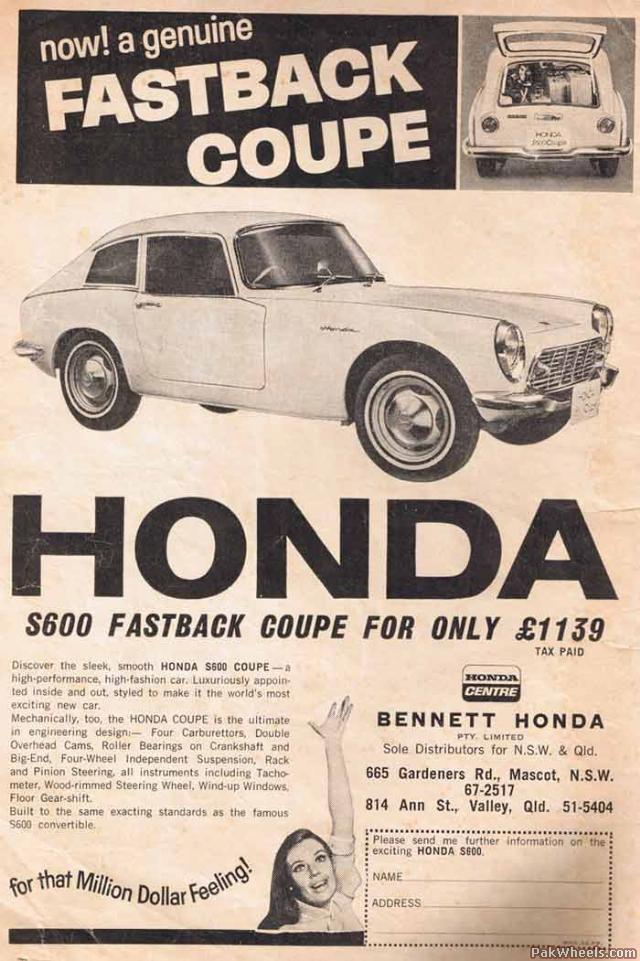 now! a genuine
FASTBACK
COUPE
HONDA
HONDA
S600 FASTBACK COUPE FOR ONLY £1139
TAX PAID
Discover the sleek, smooth HONDA S600 COUPE — a
high-performance, high-fashion car. Luxuriously appoin-
ted inside and out, styled to make it the world's most
exciting new car.
Mechanically, too, the HONDA COUPE is the ultimate
in engineering design:— Four Carburettors, Double
Overhead Cams, Roller Bearings on Crankshaft and
Big-End, Four-Wheel Independent Suspension, Rack
and Pinion Steering, all instruments including Tacho-
meter, Wood-rimmed Steering Wheel, Wind-up Windows,
Floor Gear-shift.
Built to the same exacting standards as the famous
S600 convertible.
for that Million Dollar Feeling!
HONDA
CENTRE
BENNETT HONDA
PTY. LIMITED
Sole Distributors for N.S.W. & Qld.
665 Gardeners Rd., Mascot, N.S.W.
67-2517
814 Ann St., Valley, Qld. 51-5404
Please send me further information on the
exciting HONDA S600.
NAME
ADDRESS
PakWheels.com